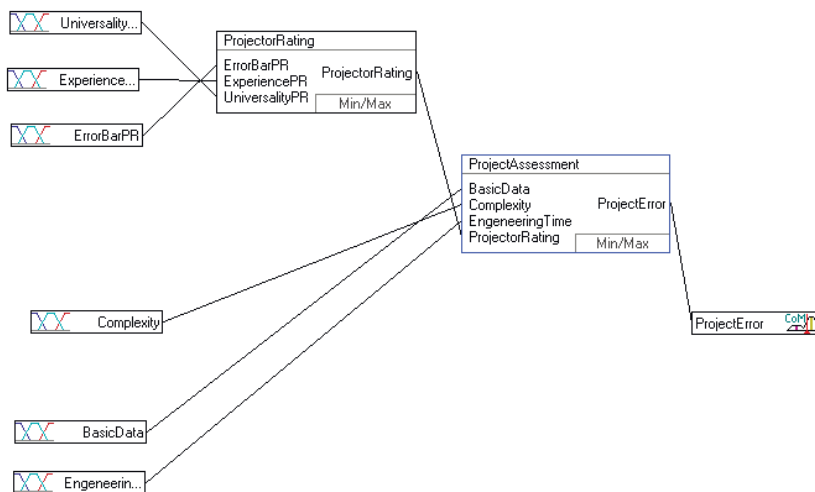 Universality...
Experience...
ErrorBarPR
ProjectorRating
ErrorBarPR
ExperiencePR
UniversalityPR
ProjectorRating
Min/Max
ProjectAssessment
BasicData
Complexity
EngeneeringTime
ProjectorRating
ProjectError
Min/Max
Complexity
BasicData
Engeneerin...
ProjectError
CoM